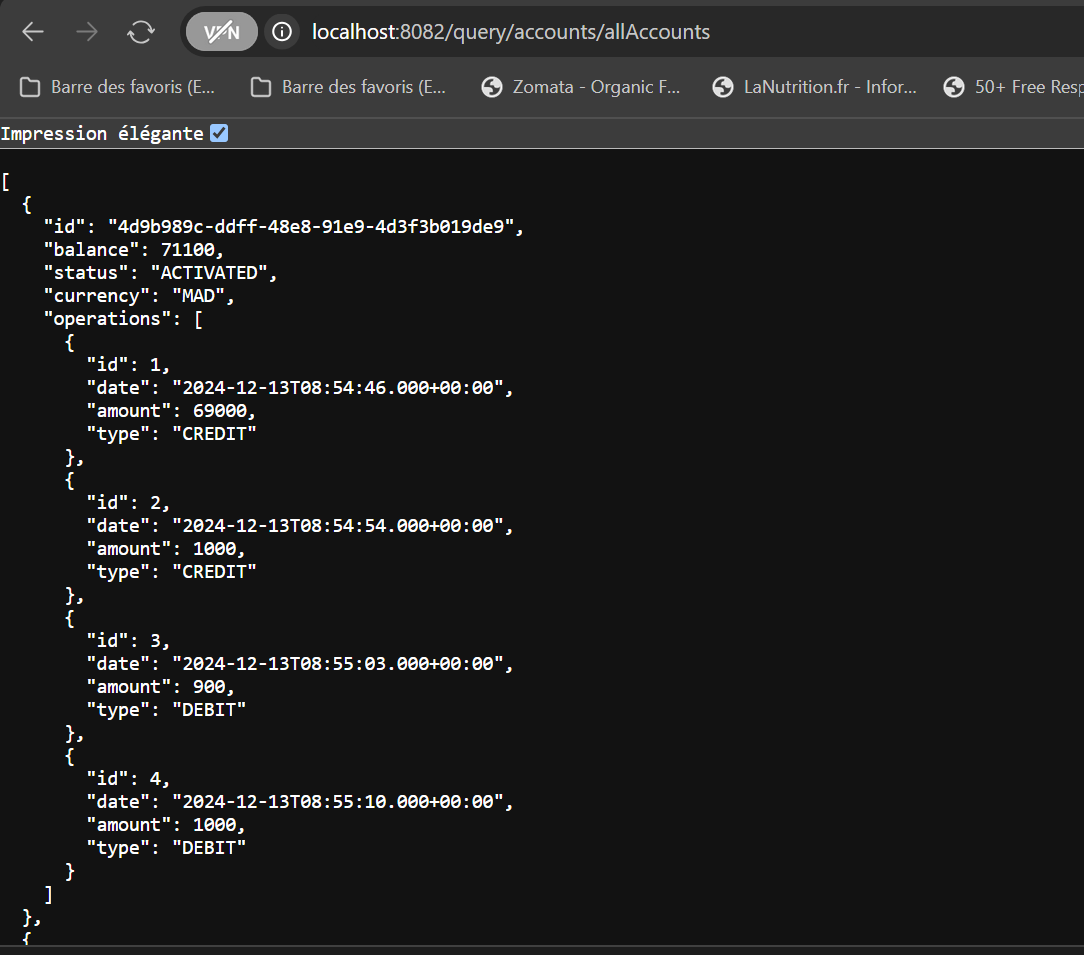 VPN localhost:8082/query/accounts/allAccounts
Barre des favoris (E... Barre des favoris (E... Zomata - Organic F... LaNutrition.fr - Infor... 50+ Free Resp
Impression élégante
[
  {
    "id": "4d9b989c-ddff-48e8-91e9-4d3f3b019de9",
    "balance": 71100,
    "status": "ACTIVATED",
    "currency": "MAD",
    "operations": [
      {
        "id": 1,
        "date": "2024-12-13T08:54:46.000+00:00",
        "amount": 69000,
        "type": "CREDIT"
      },
      {
        "id": 2,
        "date": "2024-12-13T08:54:54.000+00:00",
        "amount": 1000,
        "type": "CREDIT"
      },
      {
        "id": 3,
        "date": "2024-12-13T08:55:03.000+00:00",
        "amount": 900,
        "type": "DEBIT"
      },
      {
        "id": 4,
        "date": "2024-12-13T08:55:10.000+00:00",
        "amount": 1000,
        "type": "DEBIT"
      }
    ]
  },
  {